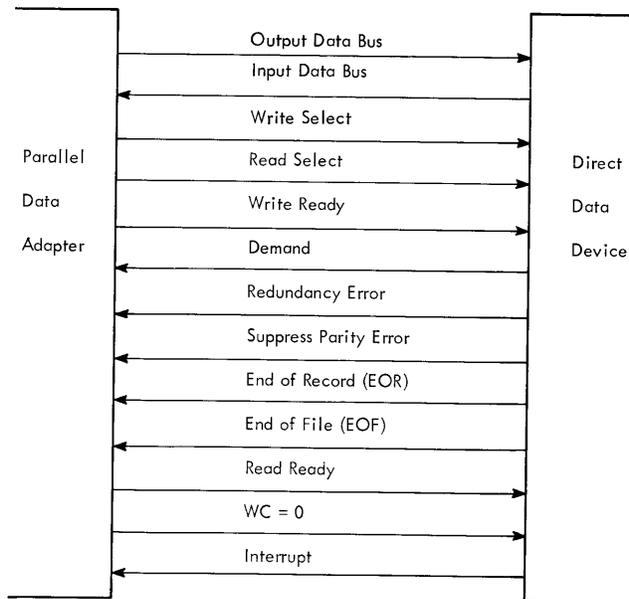 Output Data Bus
Input Data Bus
Write Select
Read Select
Write Ready
Demand
Redundancy Error
Suppress Parity Error
End of Record (EOR)
End of File (EOF)
Read Ready
WC = 0
Interrupt
Parallel
Data
Adapter
Direct
Data
Device